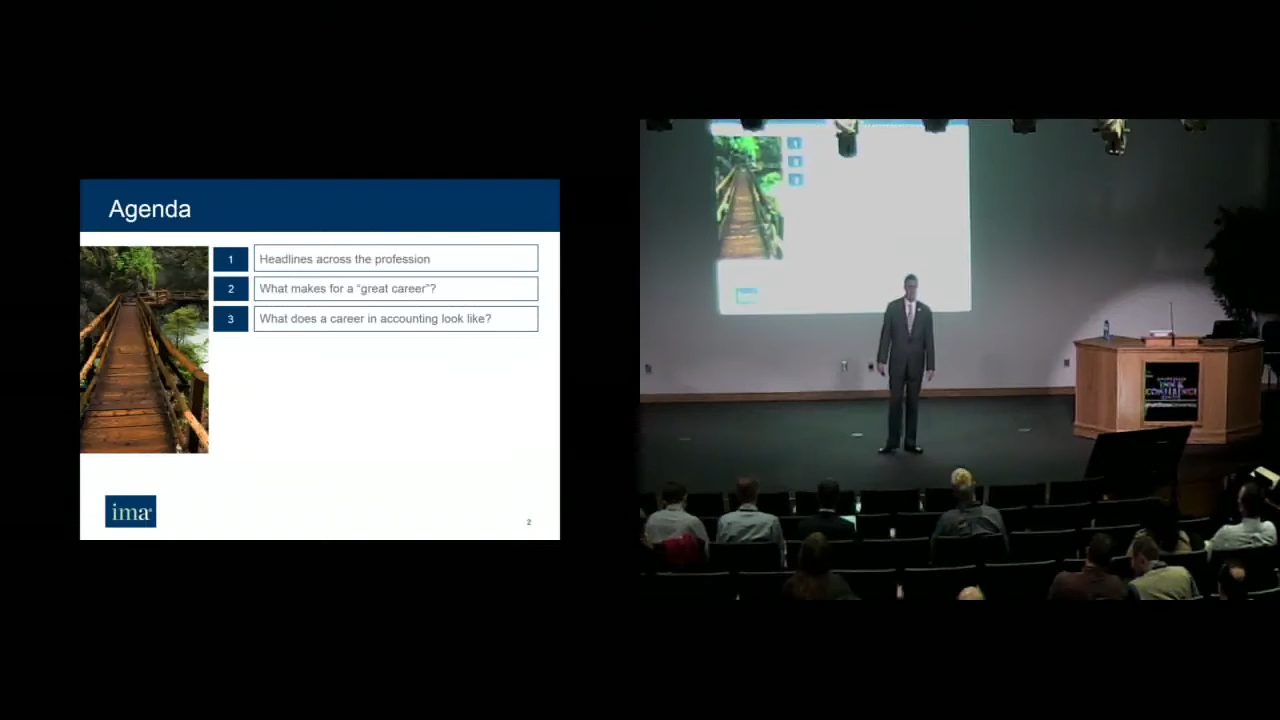 Agenda
1
Headlines across the profession
2
What makes for a “great career”?
3
What does a career in accounting look like?
ima®
2